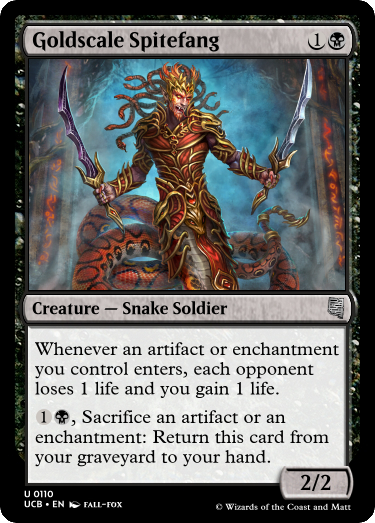 Goldscale Spitefang 1
Creature — Snake Soldier
Whenever an artifact or enchantment
you control enters, each opponent
loses 1 life and you gain 1 life.
1 , Sacrifice an artifact or an
enchantment: Return this card from
your graveyard to your hand.
2/2
U 0110
UCB • EN FALL-FOX
© Wizards of the Coast and Matt